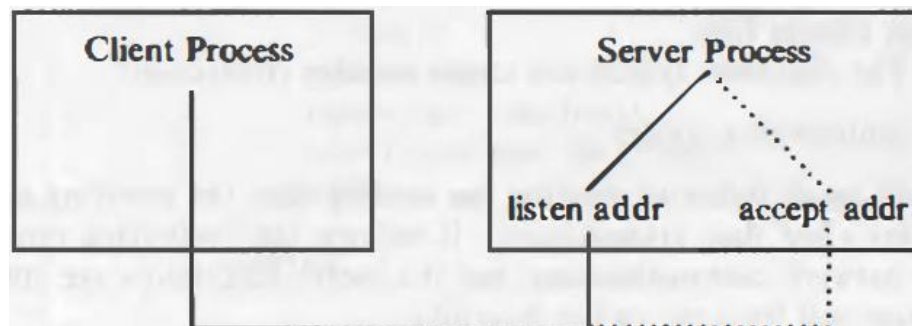 Client Process
Server Process
listen addr
accept addr